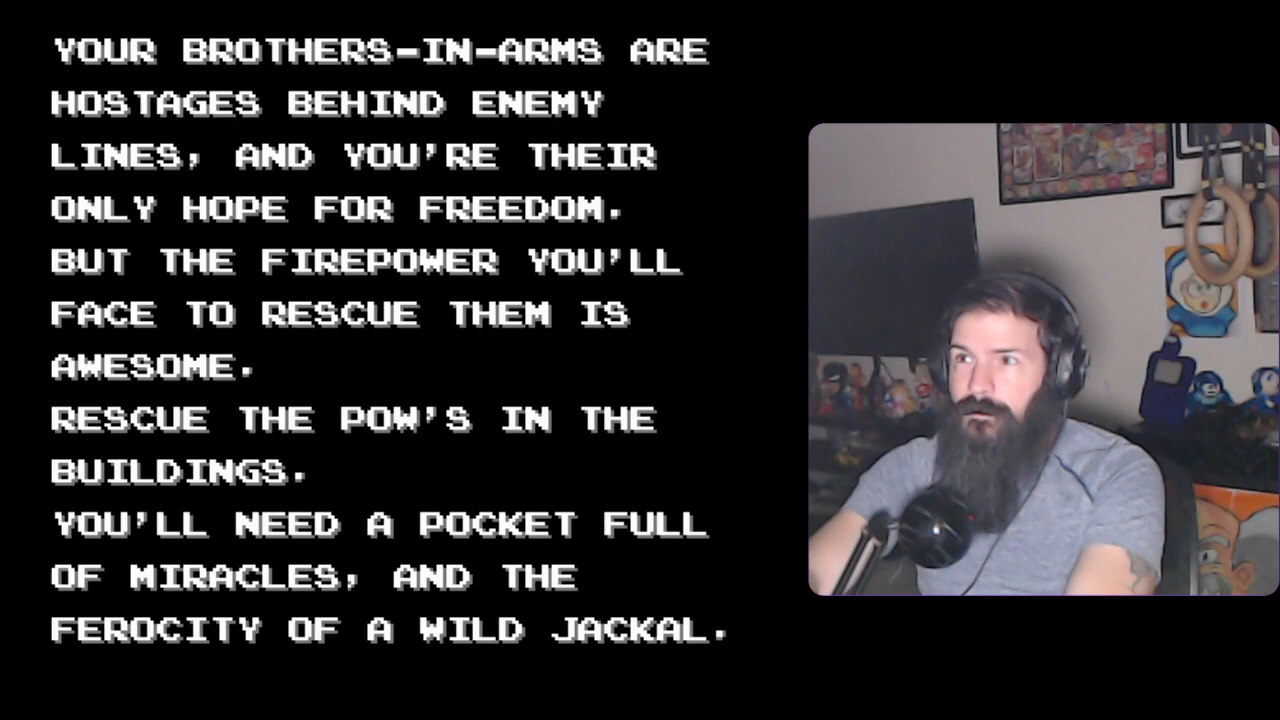 YOUR BROTHERS-IN-ARMS ARE
HOSTAGES BEHIND ENEMY
LINES, AND YOU'RE THEIR
ONLY HOPE FOR FREEDOM.
BUT THE FIREPOWER YOU'LL
FACE TO RESCUE THEM IS
AWESOME.
RESCUE THE POW'S IN THE
BUILDINGS.
YOU'LL NEED A POCKET FULL
OF MIRACLES, AND THE
FEROCITY OF A WILD JACKAL.